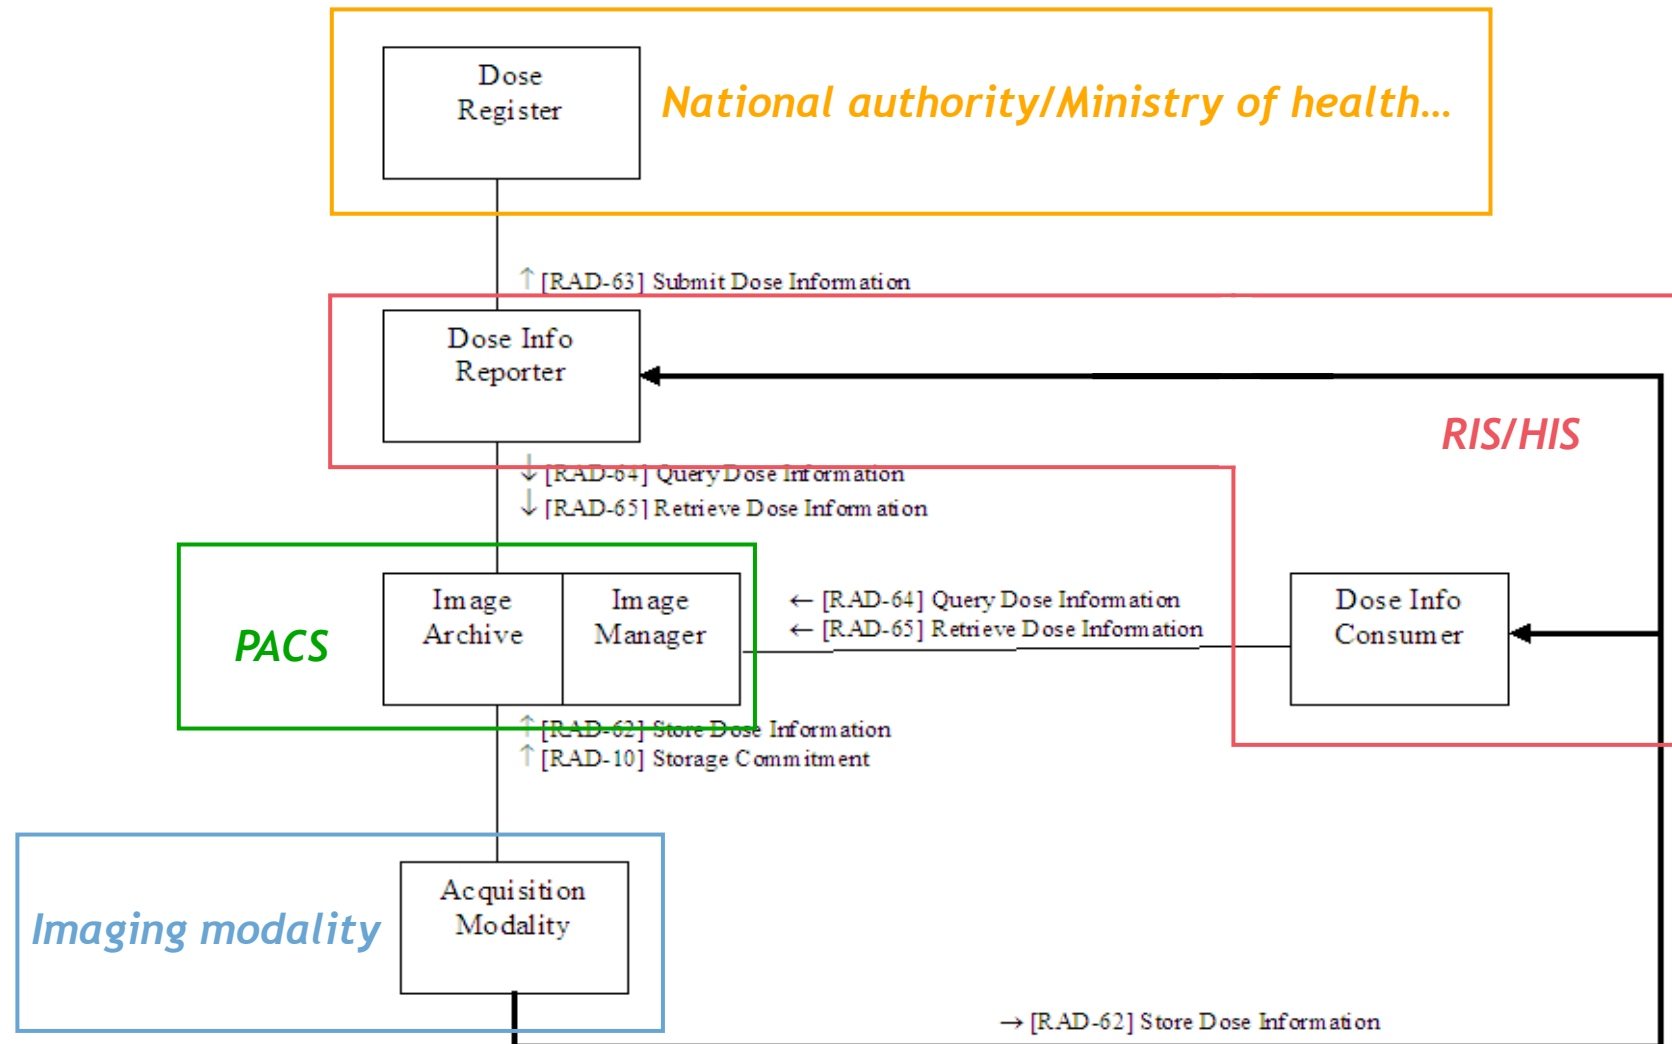 Dose
Register
National authority/Ministry of health...
↑ [RAD-63] Submit Dose Information
Dose Info
Reporter
RIS/HIS
↓ [RAD-64] Query Dose Information
↓ [RAD-65] Retrieve Dose Information
PACS
Image
Archive
Image
Manager
← [RAD-64] Query Dose Information
← [RAD-65] Retrieve Dose Information
Dose Info
Consumer
↑ [RAD-62] Store Dose Information
↑ [RAD-10] Storage Commitment
Imaging modality
Acquisition
Modality
→ [RAD-62] Store Dose Information